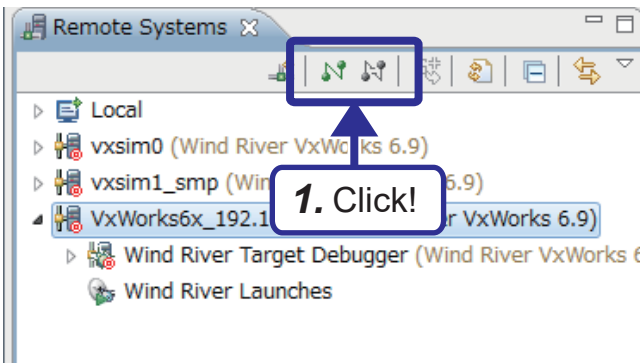 Remote Systems
Local
vxsim0 (Wind River VxWorks 6.9)
vxsim1_smp (Win 6.9)
1. Click!
VxWorks6x_192.1 er VxWorks 6.9)
Wind River Target Debugger (Wind River VxWorks 6
Wind River Launches